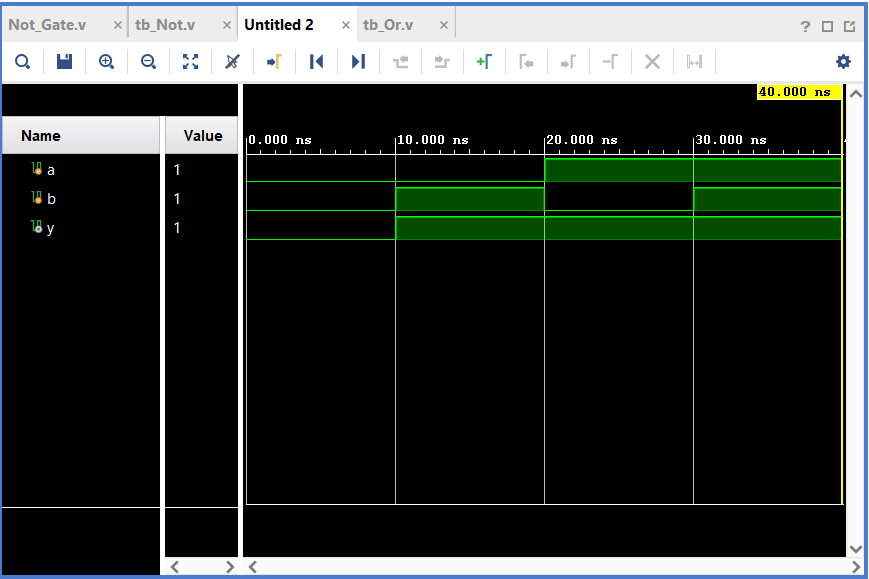 Not_Gate.v × tb_Not.v × Untitled 2 × tb_Or.v × ?
40.000 ns
Name Value 0.000 ns 10.000 ns 20.000 ns 30.000 ns
a 1
b 1
y 1